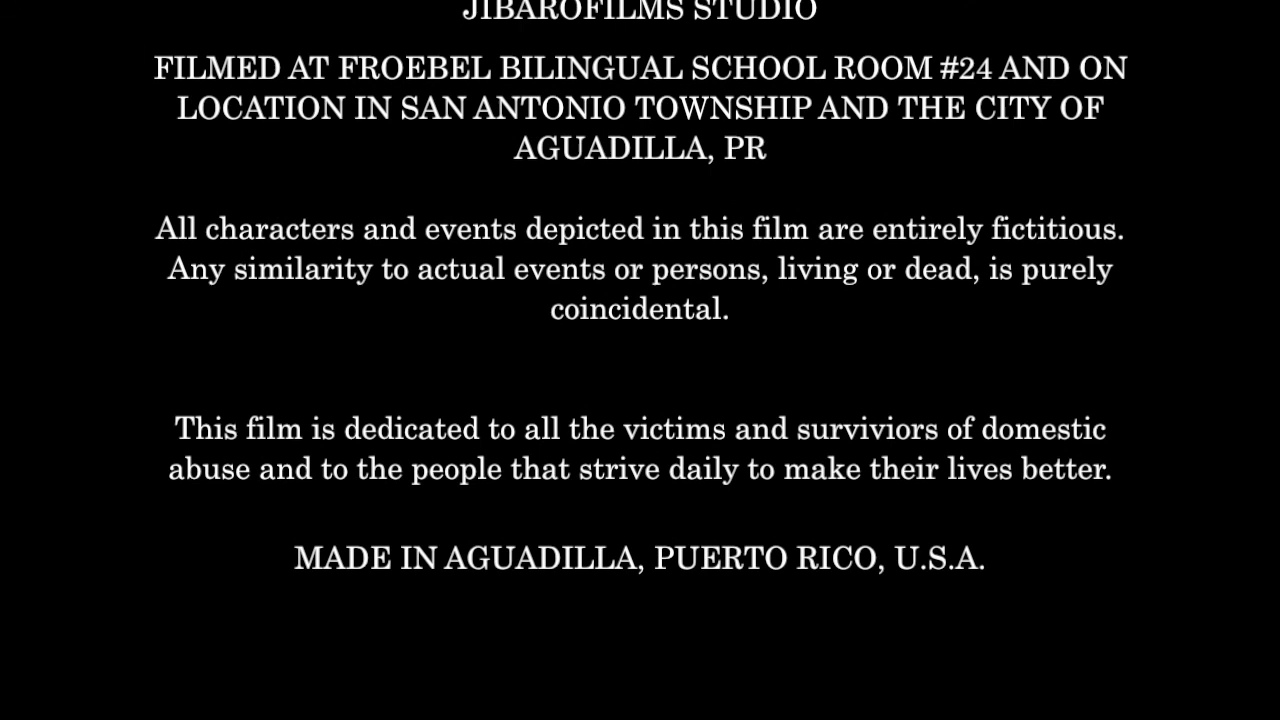 JIBAROFILMS STUDIO
FILMED AT FROEBEL BILINGUAL SCHOOL ROOM #24 AND ON
LOCATION IN SAN ANTONIO TOWNSHIP AND THE CITY OF
AGUADILLA, PR
All characters and events depicted in this film are entirely fictitious.
Any similarity to actual events or persons, living or dead, is purely
coincidental.
This film is dedicated to all the victims and surviviors of domestic
abuse and to the people that strive daily to make their lives better.
MADE IN AGUADILLA, PUERTO RICO, U.S.A.